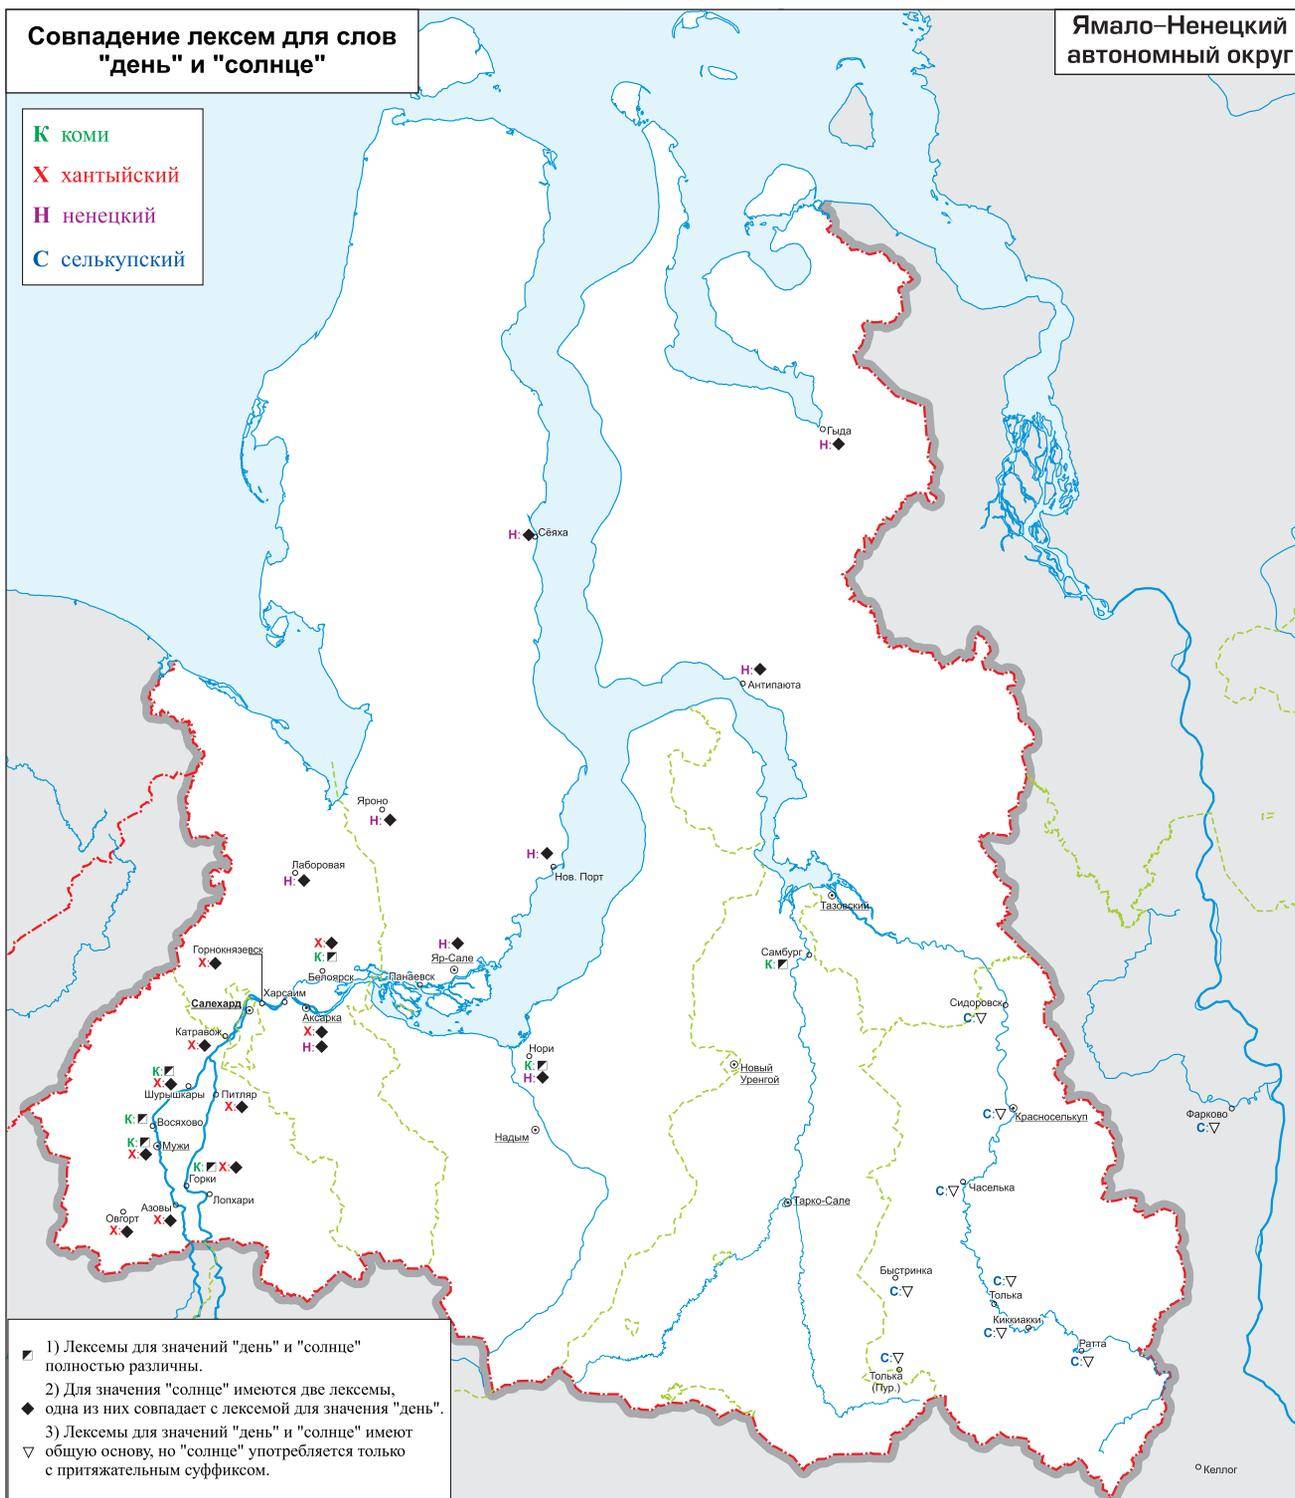 Совпадение лексем для слов
"день" и "солнце"
Ямало–Ненецкий
автономный округ
К коми
Х хантыйский
Н ненецкий
С селькупский
Гыда
Н:
Н:
Сёяха
Н:
Антипаюта
Яроно
Н:
Лаборовая
Н:
Н:
Нов. Порт
Тазовский
Горнокнязевск
Х:
Х:
К:
Белоярск
Н:
Яр-Сале
Панаевск
Самбург
К:
Харсаим
Салехард
Аксарка
Х:
Н:
Сидоровск
С:
Катравож
Х:
Нори
К:
Н:
Новый
Уренгой
К:
Х:
Шурышкары
Питляр
Х:
К:
Восяхово
К:
Мужи
Х:
Надым
С:
Красноселькуп
Фарково
С:
К: Х:
Горки
Лопхари
Часелька
С:
Тарко-Сале
Азовы
Х:
Овгорт
Х:
Быстринка
С:
С:
Толька
Киккиакки
С:
Ратта
С:
С:
Толька
(Пур.)
Келлог
1) Лексемы для значений "день" и "солнце"
полностью различны.
2) Для значения "солнце" имеются две лексемы,
одна из них совпадает с лексемой для значения "день".
3) Лексемы для значений "день" и "солнце" имеют
общую основу, но "солнце" употребляется только
с притяжательным суффиксом.